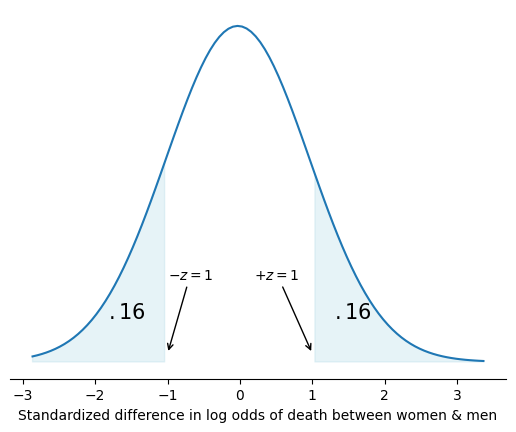 −z = 1
+z = 1
.16
.16
−3 −2 −1 0 1 2 3
Standardized difference in log odds of death between women & men